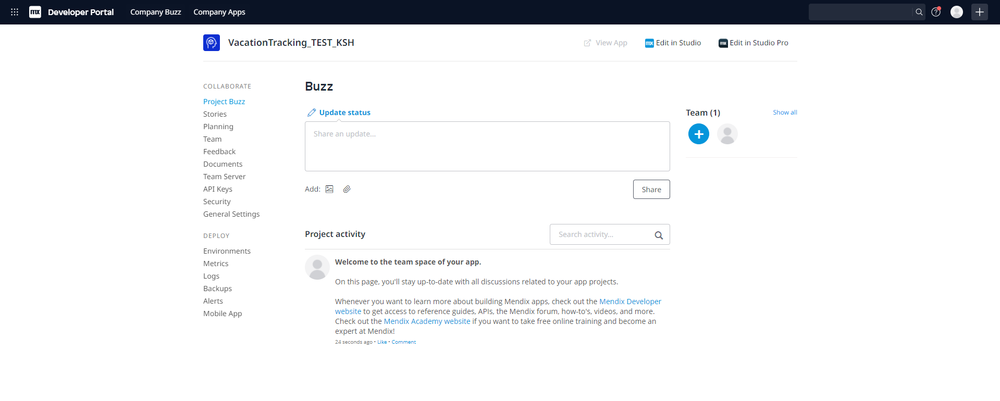 mx Developer Portal Company Buzz Company Apps
VacationTracking_TEST_KSH
View App
mx Edit in Studio
mx Edit in Studio Pro
COLLABORATE
Project Buzz
Stories
Planning
Team
Feedback
Documents
Team Server
API Keys
Security
General Settings
DEPLOY
Environments
Metrics
Logs
Backups
Alerts
Mobile App
Buzz
Update status
Share an update...
Add:
Share
Project activity
Search activity...
Welcome to the team space of your app.
On this page, you'll stay up-to-date with all discussions related to your app projects.
Whenever you want to learn more about building Mendix apps, check out the Mendix Developer
website to get access to reference guides, APIs, the Mendix forum, how-to's, videos, and more.
Check out the Mendix Academy website if you want to take free online training and become an
expert at Mendix!
24 seconds ago • Like • Comment
Team (1)
Show all